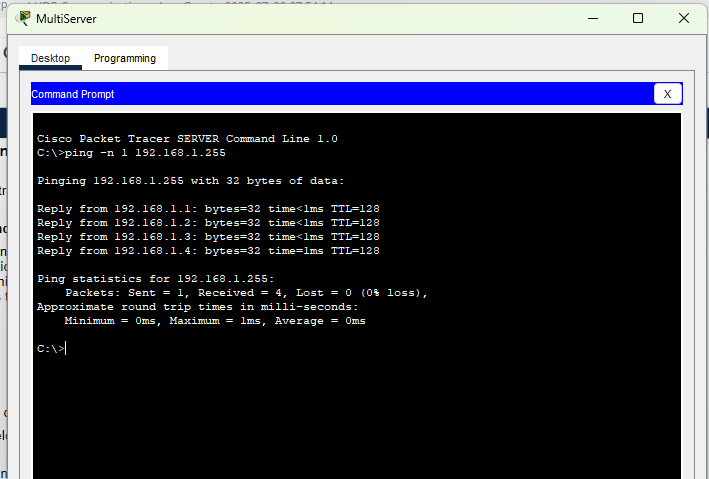 MultiServer
Desktop Programming
Command Prompt X
Cisco Packet Tracer SERVER Command Line 1.0
C:\>ping -n 1 192.168.1.255
Pinging 192.168.1.255 with 32 bytes of data:
Reply from 192.168.1.1: bytes=32 time<1ms TTL=128
Reply from 192.168.1.2: bytes=32 time<1ms TTL=128
Reply from 192.168.1.3: bytes=32 time<1ms TTL=128
Reply from 192.168.1.4: bytes=32 time=1ms TTL=128
Ping statistics for 192.168.1.255:
Packets: Sent = 1, Received = 4, Lost = 0 (0% loss),
Approximate round trip times in milli-seconds:
Minimum = 0ms, Maximum = 1ms, Average = 0ms
C:\>